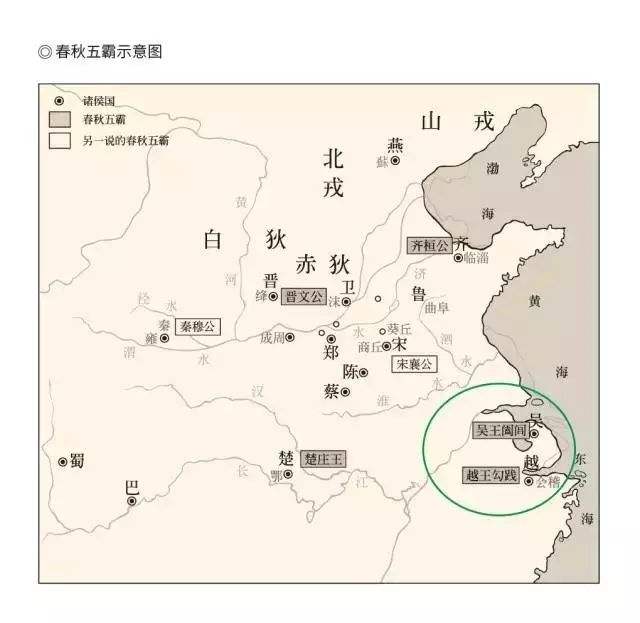 ◎ 春秋五霸示意图
诸侯国
春秋五霸
另一说的春秋五霸
山戎
燕
蓟
北戎
渤海
白狄
赤狄
黄河
齐桓公
齐
临淄
晋
绛
晋文公
卫
沫
济水
鲁
曲阜
黄海
泾水
秦
雍
秦穆公
渭水
成周
郑
葵丘
商丘
宋
泗水
宋襄公
陈
蔡
汉水
淮水
吴
吴王阖闾
越
越王勾践
会稽
东海
楚
鄂
楚庄王
长江
蜀
巴